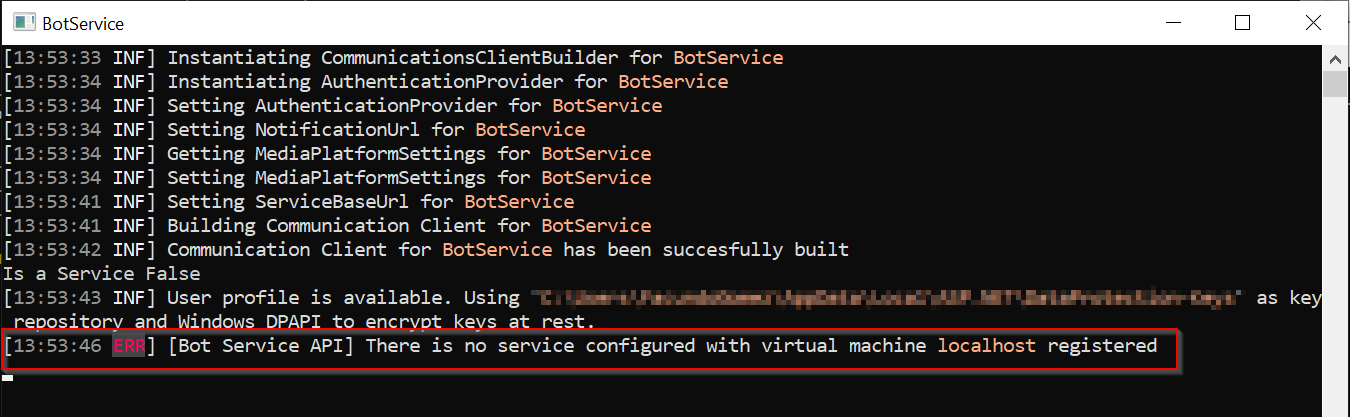 BotService
[13:53:33 INF] Instantiating CommunicationsClientBuilder for BotService
[13:53:34 INF] Instantiating AuthenticationProvider for BotService
[13:53:34 INF] Setting AuthenticationProvider for BotService
[13:53:34 INF] Setting NotificationUrl for BotService
[13:53:34 INF] Getting MediaPlatformSettings for BotService
[13:53:34 INF] Setting MediaPlatformSettings for BotService
[13:53:41 INF] Setting ServiceBaseUrl for BotService
[13:53:41 INF] Building Communication Client for BotService
[13:53:42 INF] Communication Client for BotService has been succesfully built
Is a Service False
[13:53:43 INF] User profile is available. Using as key
repository and Windows DPAPI to encrypt keys at rest.
[13:53:46 ERR] [Bot Service API] There is no service configured with virtual machine localhost registered